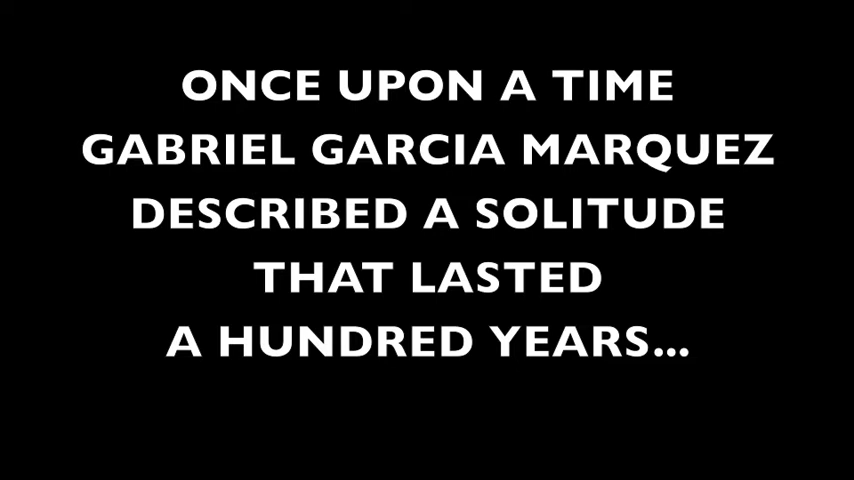 ONCE UPON A TIME
GABRIEL GARCIA MARQUEZ
DESCRIBED A SOLITUDE
THAT LASTED
A HUNDRED YEARS...